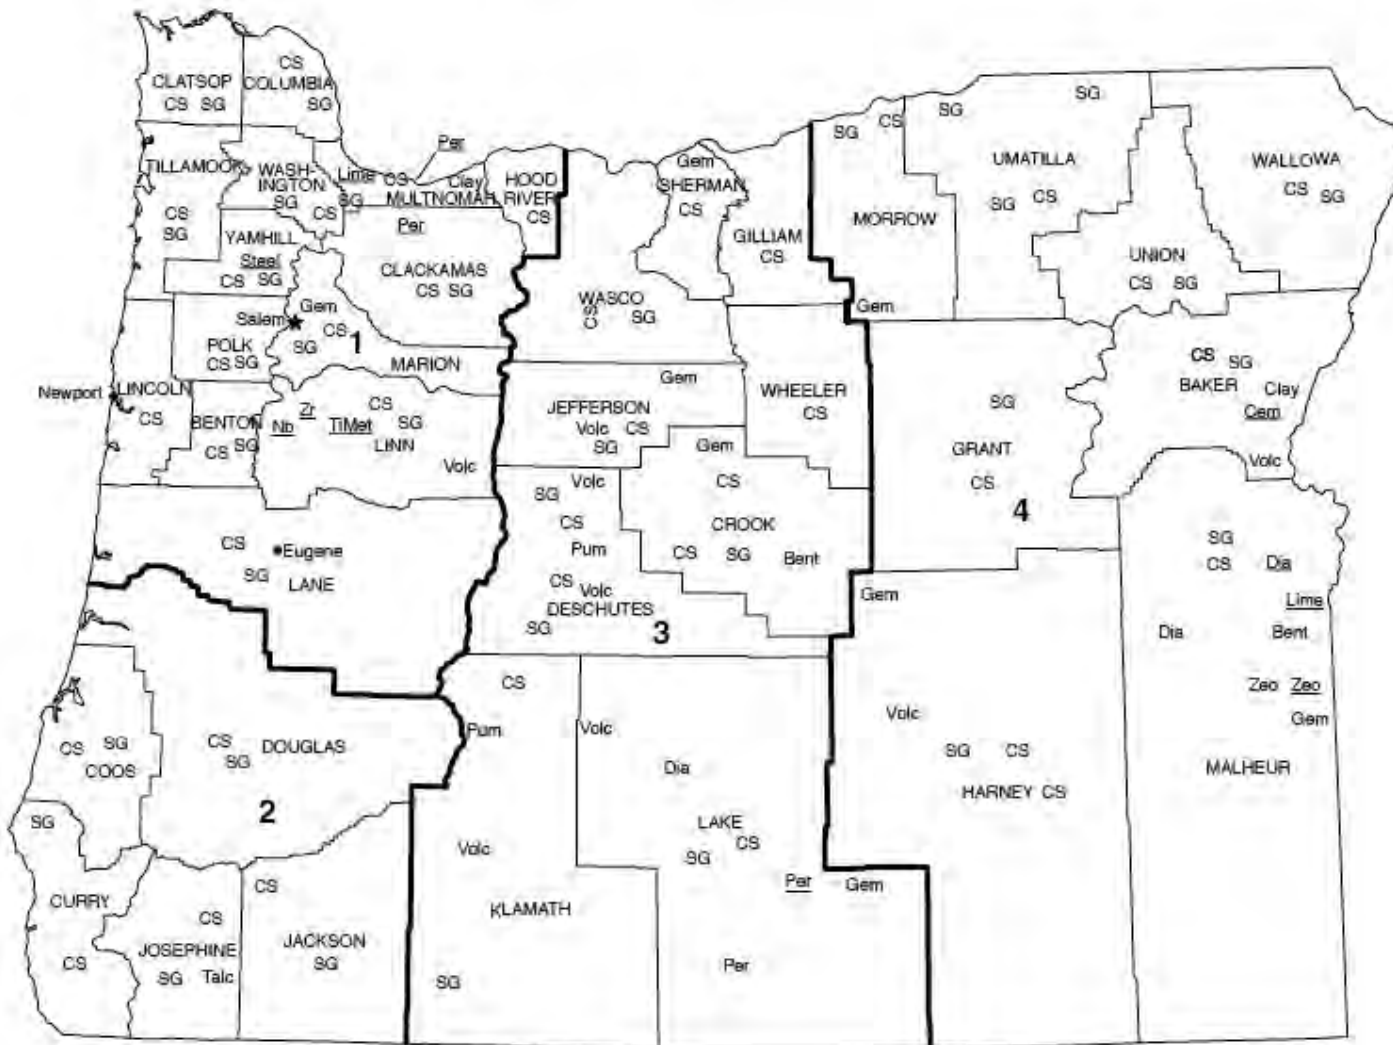 CLATSOP
CS SG
CS
COLUMBIA
SG
TILLAMOOK
CS
SG
WASH-
INGTON
SG
CS
Per
Lime
CS
Clay
SG
MULTNOMAH
HOOD
RIVER
CS
YAMHILL
Steel
CS SG
Per
CLACKAMAS
CS SG
Gem
Salem
CS
SG
1
MARION
POLK
CS SG
Newport
LINCOLN
CS
BENTON
SG
CS
Nb
Zr
TiMet
CS
SG
LINN
Volc
CS
Eugene
SG
LANE
Gem
SHERMAN
CS
GILLIAM
CS
WASCO
CS
SG
Gem
JEFFERSON
Volc CS
SG
WHEELER
CS
Gem
CS
CROOK
CS
SG
Bent
Volc
SG
CS
Pum
CS
Volc
DESCHUTES
SG
3
SG
CS
MORROW
Gem
SG
SG
UMATILLA
SG
CS
UNION
CS SG
WALLOWA
CS
SG
CS
SG
BAKER
Clay
Cem
Volc
SG
GRANT
CS
4
SG
CS
Dia
Lime
Dia
Bent
Zeo
Zeo
Gem
MALHEUR
Gem
Volc
SG
CS
HARNEY CS
Gem
CS
Pum
Volc
KLAMATH
SG
Volc
Dia
LAKE
CS
SG
Per
Per
CS
SG
COOS
CS
SG
DOUGLAS
2
SG
CURRY
CS
CS
JOSEPHINE
SG
Talc
CS
JACKSON
SG